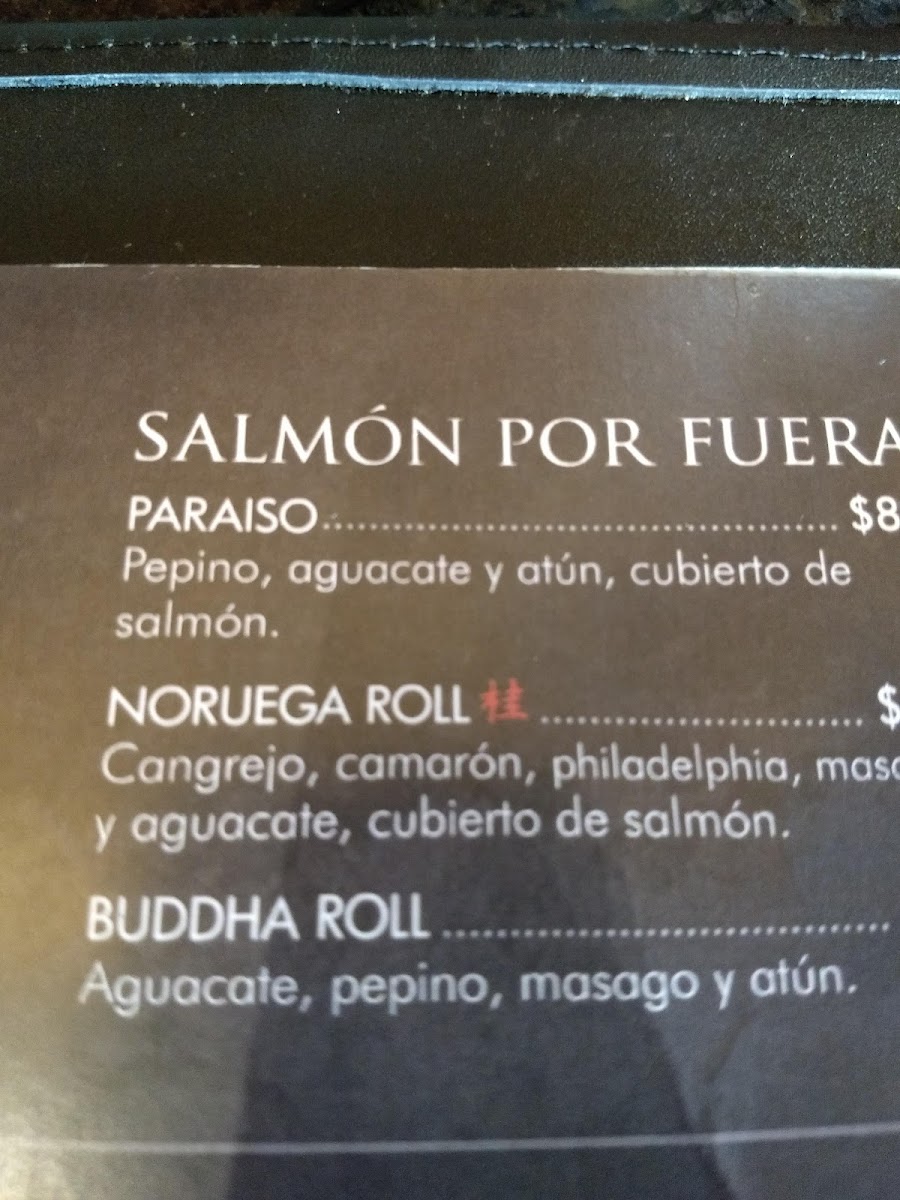 SALMÓN POR FUERA
PARAISO........................................ $8
Pepino, aguacate y atún, cubierto de
salmón.
NORUEGA ROLL 桂 ........................... $
Cangrejo, camarón, philadelphia,
y aguacate, cubierto de salmón.
BUDDHA ROLL ...................................
Aguacate, pepino, masago y atún.